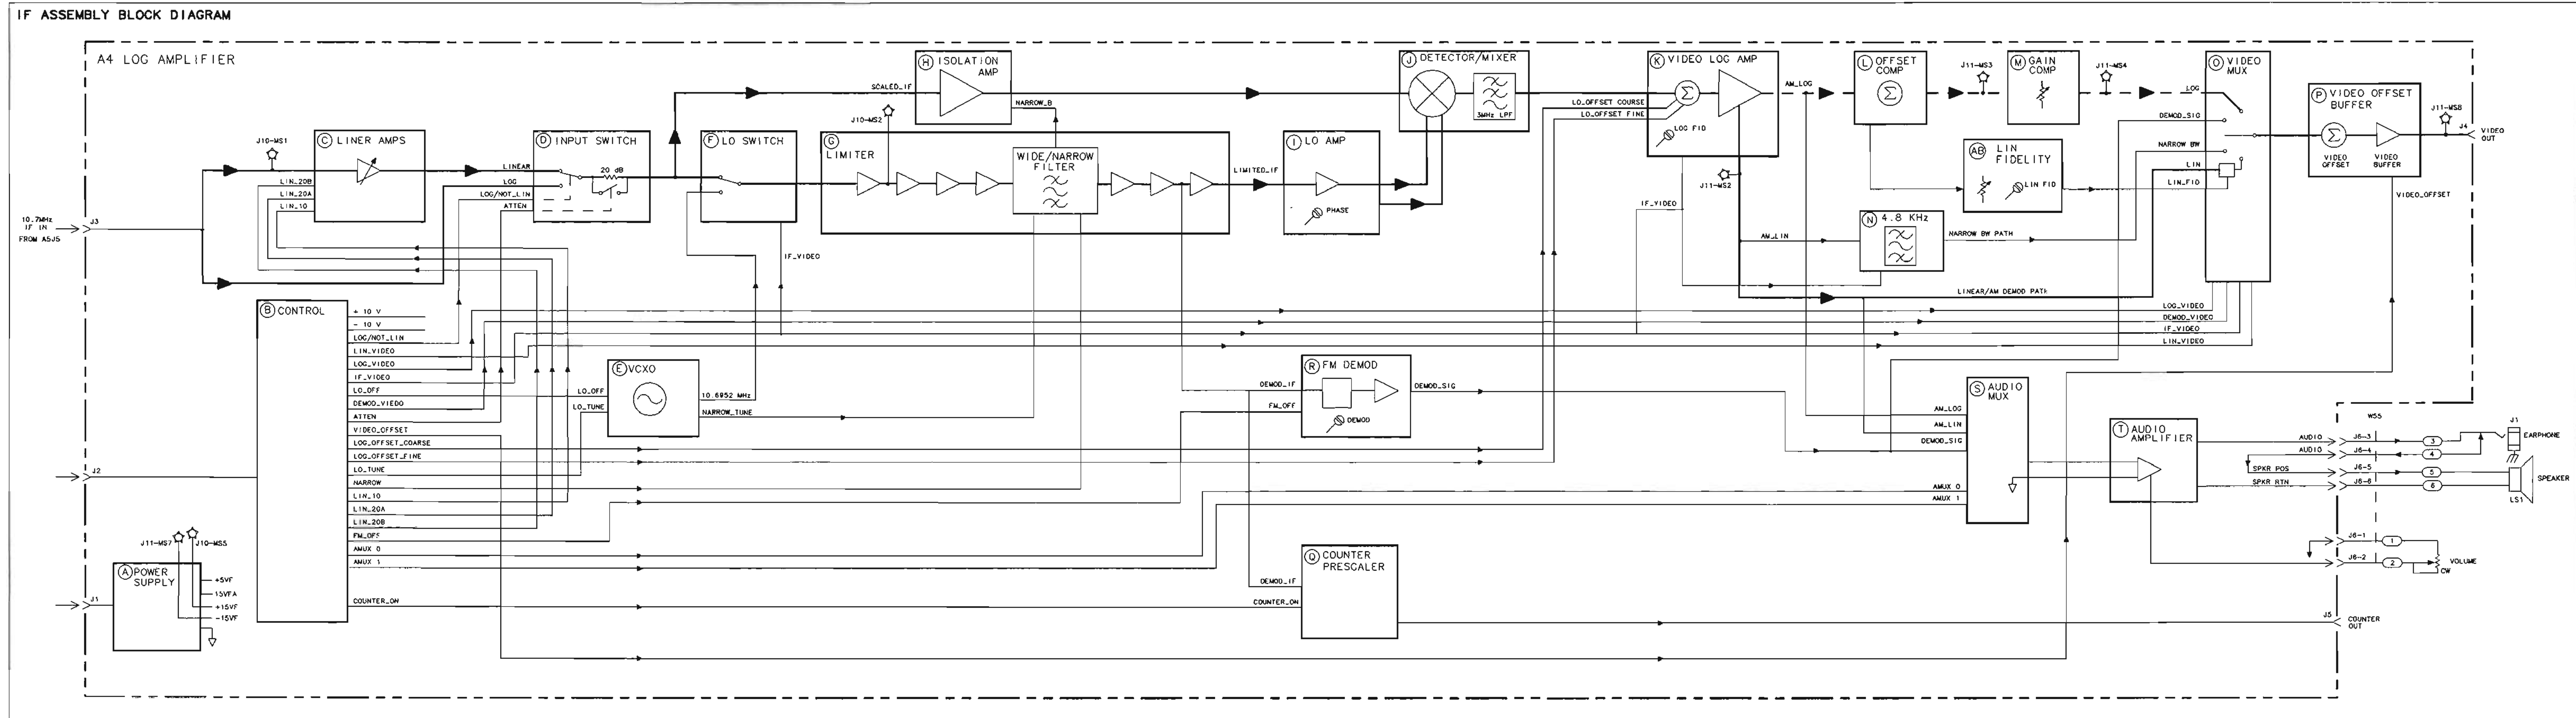 IF ASSEMBLY BLOCK DIAGRAM
A4 LOG AMPLIFIER
10.7MHz
IF IN
FROM A5J5
J3
J10-MS1
C LINER AMPS
LIN_20B
LIN_20A
LIN_10
LINEAR
LOG
LOG/NOT_LIN
ATTEN
D INPUT SWITCH
20 dB
F LO SWITCH
IF_VIDEO
SCALED_IF
H ISOLATION
AMP
NARROW_B
J10-MS2
G
LIMITER
WIDE/NARROW
FILTER
LIMITED_IF
I LO AMP
PHASE
J DETECTOR/MIXER
3MHz LPF
LO_OFFSET COURSE
LO_OFFSET FINE
K VIDEO LOG AMP
LOG FID
AM_LOG
J11-MS2
IF_VIDEO
AM_LIN
L OFFSET
COMP
J11-MS3
M GAIN
COMP
J11-MS4
AB LIN
FIDELITY
LIN FID
N 4.8 KHz
NARROW BW PATH
LINEAR/AM DEMOD PATH
O VIDEO
MUX
LOG
DEMOD_SIG
NARROW BW
LIN
LIN_FID
LOG_VIDEO
DEMOD_VIDEO
IF_VIDEO
LIN_VIDEO
P VIDEO OFFSET
BUFFER
VIDEO
OFFSET
VIDEO
BUFFER
VIDEO_OFFSET
J11-MS8
J4
VIDEO
OUT
B CONTROL
+ 10 V
- 10 V
LOG/NOT_LIN
LIN_VIDEO
LOG_VIDEO
IF_VIDEO
LO_OFF
DEMOD_VIEDO
ATTEN
VIDEO_OFFSET
LOG_OFFSET_COARSE
LOG_OFFSET_FINE
LO_TUNE
NARROW
LIN_10
LIN_20A
LIN_20B
FM_OFF
AMUX 0
AMUX 1
COUNTER_ON
J2
LO_OFF
LO_TUNE
E VCXO
10.6952 MHz
NARROW_TUNE
DEMOD_IF
FM_OFF
R FM DEMOD
DEMOD
DEMOD_SIG
S AUDIO
MUX
AM_LOG
AM_LIN
DEMOD_SIG
AMUX 0
AMUX 1
T AUDIO
AMPLIFIER
W55
AUDIO
J6-3
3
AUDIO
J6-4
4
SPKR POS
J6-5
5
SPKR RTN
J6-6
6
J1
EARPHONE
SPEAKER
LS1
J6-1
1
J6-2
2
VOLUME
CW
J11-MS7
J10-MS5
A POWER
SUPPLY
+5VF
15VFA
+15VF
-15VF
J1
Q COUNTER
PRESCALER
DEMOD_IF
COUNTER_ON
J5
COUNTER
OUT